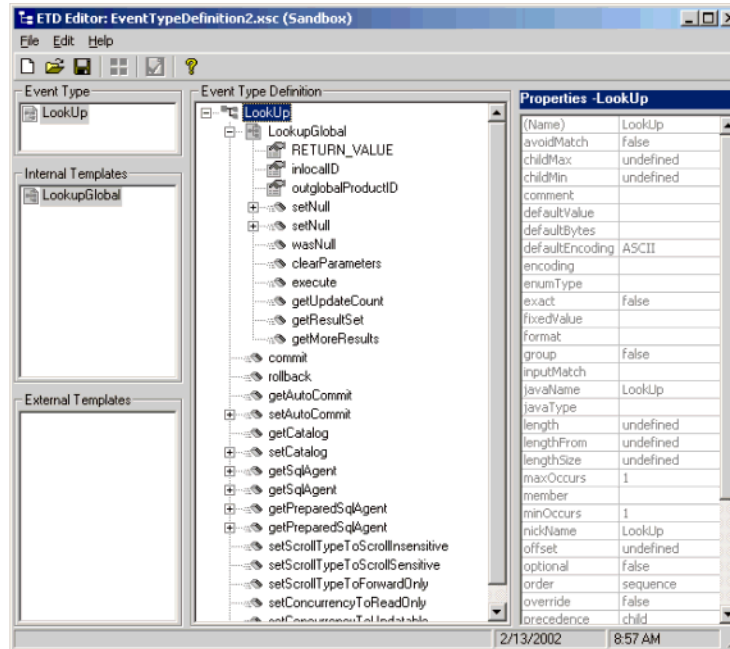 ETD Editor: EventTypeDefinition2.xsc (Sandbox)
File Edit Help
Event Type
LookUp
Internal Templates
LookupGlobal
External Templates
Event Type Definition
LookUp
LookupGlobal
RETURN_VALUE
inlocalID
outglobalProductID
setNull
setNull
wasNull
clearParameters
execute
getUpdateCount
getResultSet
getMoreResults
commit
rollback
getAutoCommit
setAutoCommit
getCatalog
setCatalog
getSqlAgent
getSqlAgent
getPreparedSqlAgent
getPreparedSqlAgent
setScrollTypeToScrollInsensitive
setScrollTypeToScrollSensitive
setScrollTypeToForwardOnly
setConcurrencyToReadOnly
setConcurrencyToUpdatable
Properties -LookUp
(Name) LookUp
avoidMatch false
childMax undefined
childMin undefined
comment
defaultValue
defaultBytes
defaultEncoding ASCII
encoding
enumType
exact false
fixedValue
format
group false
inputMatch
javaName LookUp
javaType
length undefined
lengthFrom undefined
lengthSize undefined
maxOccurs 1
member
minOccurs 1
nickName LookUp
offset undefined
optional false
order sequence
override false
precedence child
2/13/2002 8:57 AM